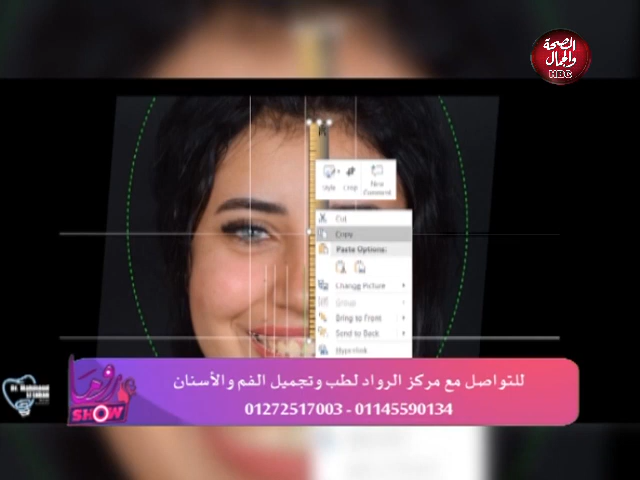 الصحة
والجمال
HBC
Style
Crop
New
Comment
Cut
Copy
Paste Options:
Change Picture
Group
Bring to Front
Send to Back
Hyperlink
SHOW
للتواصل مع مركز الرواد لطب وتجميل الفم والأسنان
01272517003 - 01145590134